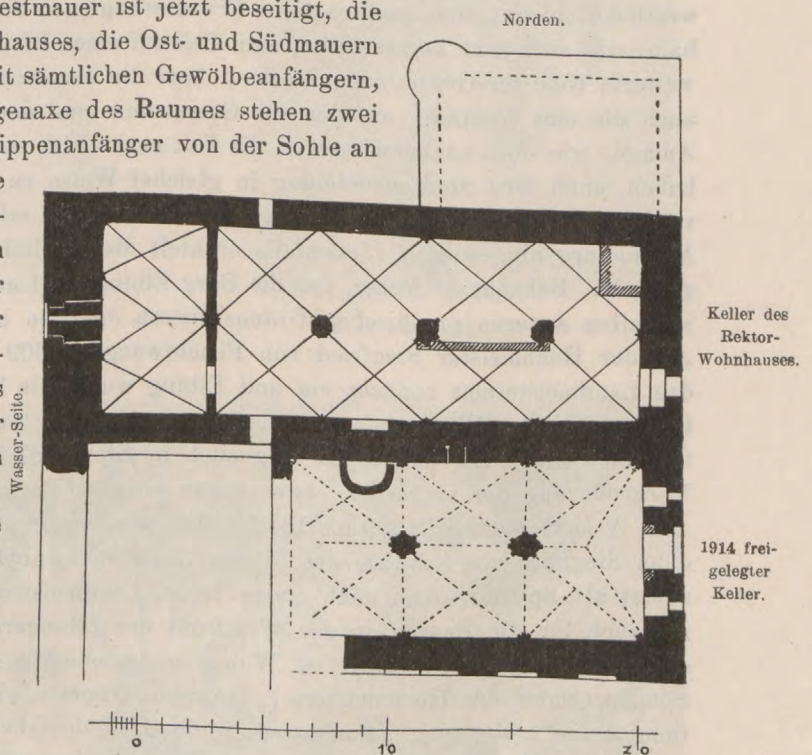 estmauer ist jetzt beseitigt, die
hauses, die Ost- und Südmauern
it sämtlichen Gewölbeanfängern,
genaxe des Raumes stehen zwei
ippenanfänger von der Sohle an
Norden.
Keller des
Rektor-
Wohnhauses.
Wasser-Seite.
1914 frei-
gelegter
Keller.
0 10 20